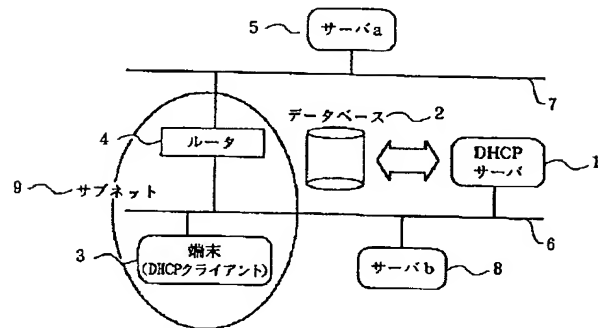 5
サーバa
7
データベース
2
4
ルータ
DHCP
サーバ
1
9
サブネット
6
3
端末
(DHCPクライアント)
サーバb
8